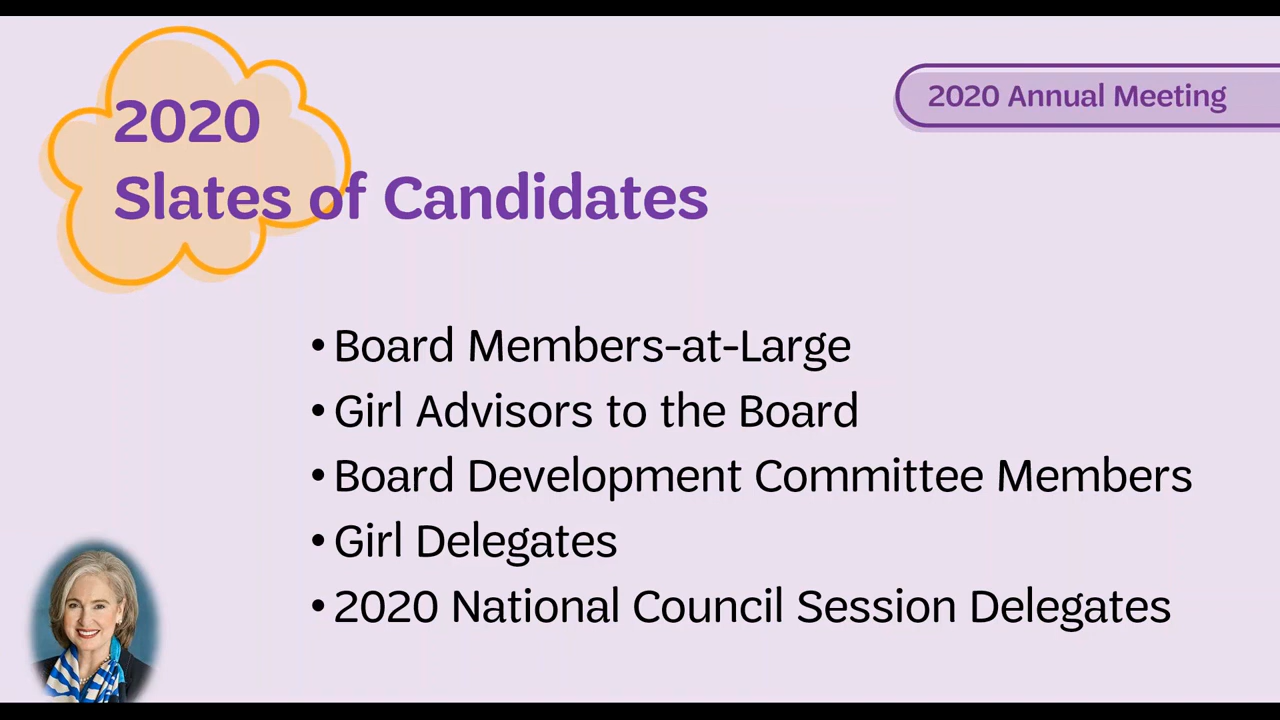 2020
Slates of Candidates
2020 Annual Meeting
• Board Members-at-Large
• Girl Advisors to the Board
• Board Development Committee Members
• Girl Delegates
• 2020 National Council Session Delegates